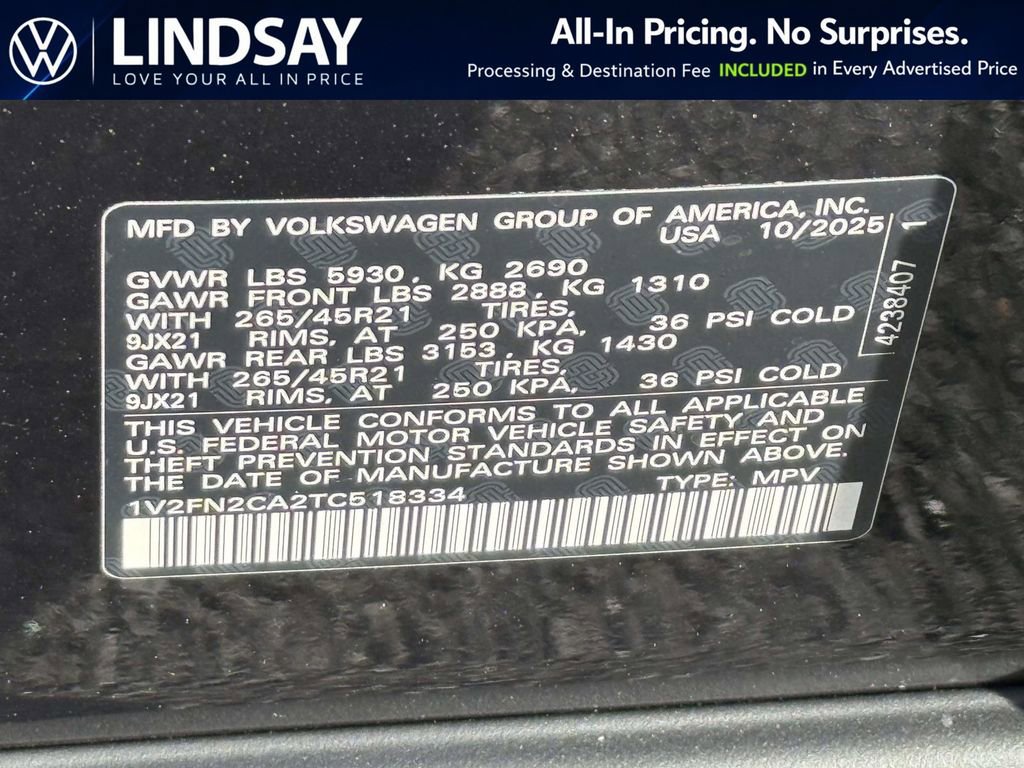 LINDSAY
LOVE YOUR ALL IN PRICE
All-In Pricing. No Surprises.
Processing & Destination Fee INCLUDED in Every Advertised Price
MFD BY VOLKSWAGEN GROUP OF AMERICA, INC.
USA 10/2025
GVWR LBS 5930, KG 2690
GAWR FRONT LBS 2888, KG 1310
WITH 265/45R21 TIRES,
9JX21 RIMS, AT 250 KPA, 36 PSI COLD
GAWR REAR LBS 3153, KG 1430
WITH 265/45R21 TIRES,
9JX21 RIMS, AT 250 KPA, 36 PSI COLD
4238407 1
THIS VEHICLE CONFORMS TO ALL APPLICABLE
U.S. FEDERAL MOTOR VEHICLE SAFETY AND
THEFT PREVENTION STANDARDS IN EFFECT ON
THE DATE OF MANUFACTURE SHOWN ABOVE.
1V2FN2CA2TC518334 TYPE: MPV